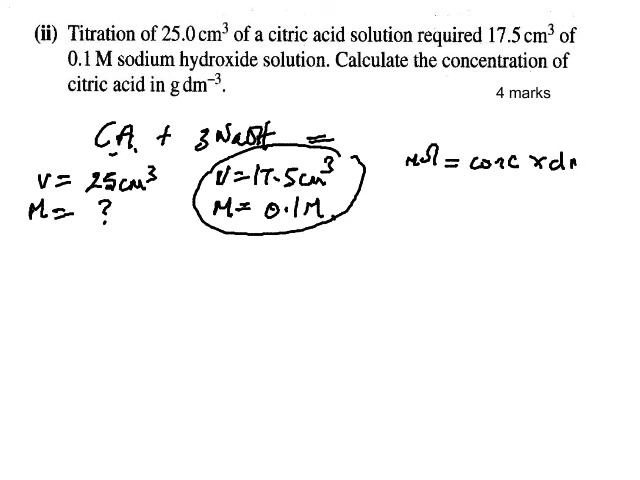 (ii) Titration of 25.0 cm³ of a citric acid solution required 17.5 cm³ of
0.1 M sodium hydroxide solution. Calculate the concentration of
citric acid in g dm⁻³.
4 marks
CA + 3 NaOH =
V = 25cm³
V = 17.5cm³
= conc x d
M = ?
M = 0.1M